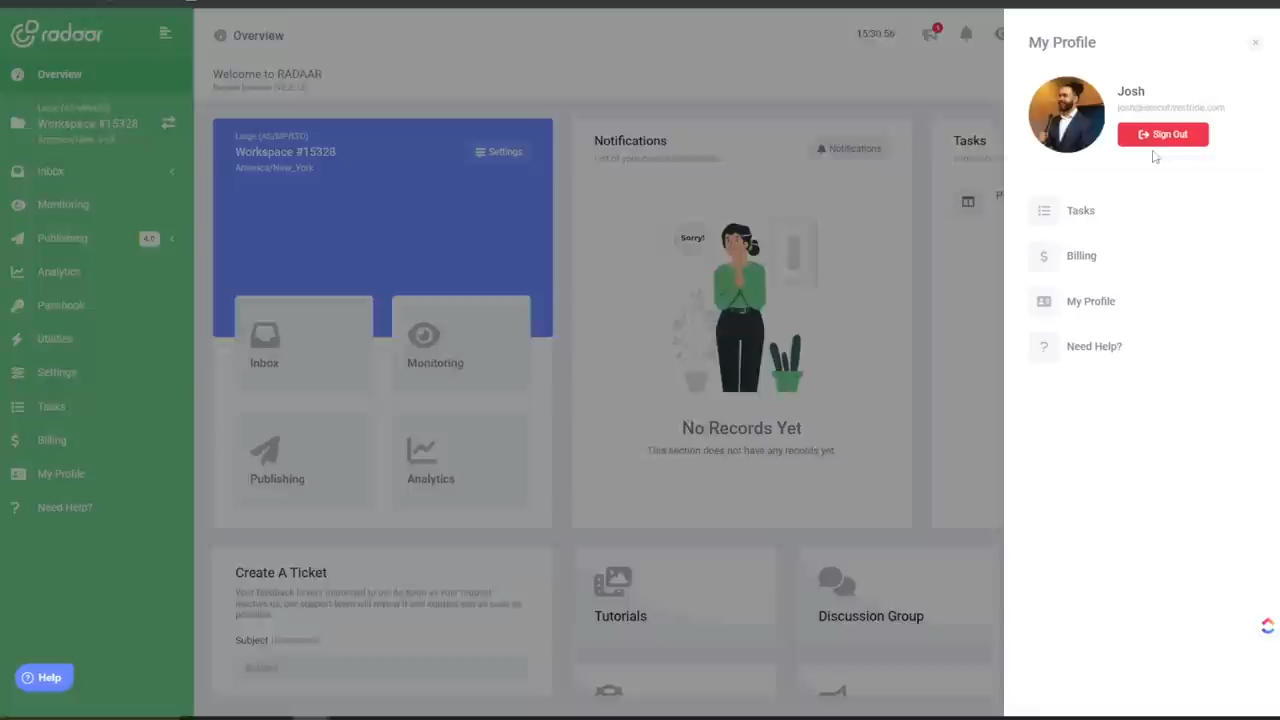 radaar
Overview
Workspace #15328
Inbox
Monitoring
Publishing
4.0
Analytics
Passbook
Utilities
Settings
Tasks
Billing
My Profile
Need Help?
Help
Overview
15:30:56
Welcome to RADAAR
Workspace #15328
America/New_York
Settings
Inbox
Monitoring
Publishing
Analytics
Notifications
Notifications
Sorry!
No Records Yet
This section does not have any records yet
Tasks
Create A Ticket
Subject
Tutorials
Discussion Group
My Profile
Josh
Sign Out
Tasks
Billing
My Profile
Need Help?